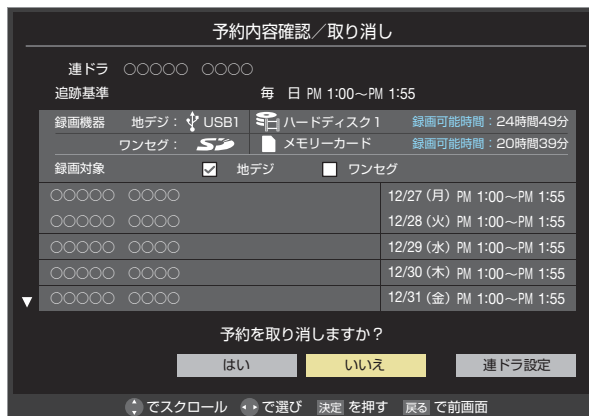 予約内容確認／取り消し
連ドラ ○○○○○ ○○○○
追跡基準 毎 日 PM 1:00～PM 1:55
録画機器 地デジ： USB1 ハードディスク1 録画可能時間：24時間49分
ワンセグ： SD メモリーカード 録画可能時間：20時間39分
録画対象 地デジ ワンセグ
○○○○○ ○○○○ 12/27（月） PM 1:00～PM 1:55
○○○○○ ○○○○ 12/28（火） PM 1:00～PM 1:55
○○○○○ ○○○○ 12/29（水） PM 1:00～PM 1:55
○○○○○ ○○○○ 12/30（木） PM 1:00～PM 1:55
▼ ○○○○○ ○○○○ 12/31（金） PM 1:00～PM 1:55
予約を取り消しますか？
はい いいえ 連ドラ設定
でスクロール で選び 決定 を押す 戻る で前画面